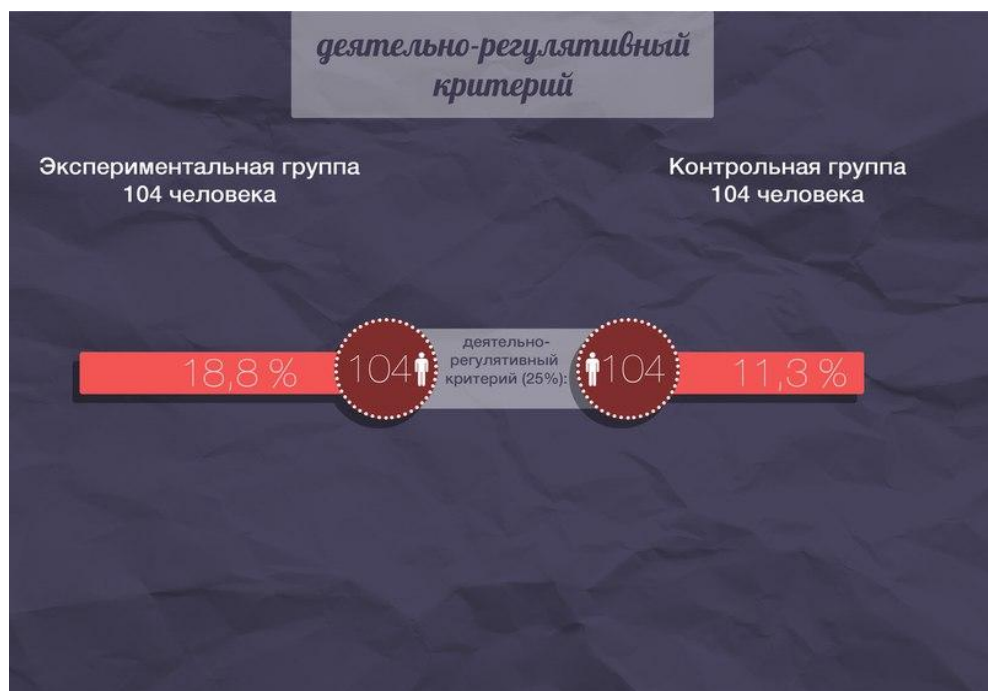 деятельно-регулятивный
критерий
Экспериментальная группа
104 человека
Контрольная группа
104 человека
18,8 %
104
деятельно-
регулятивный
критерий (25%):
104
11,3 %